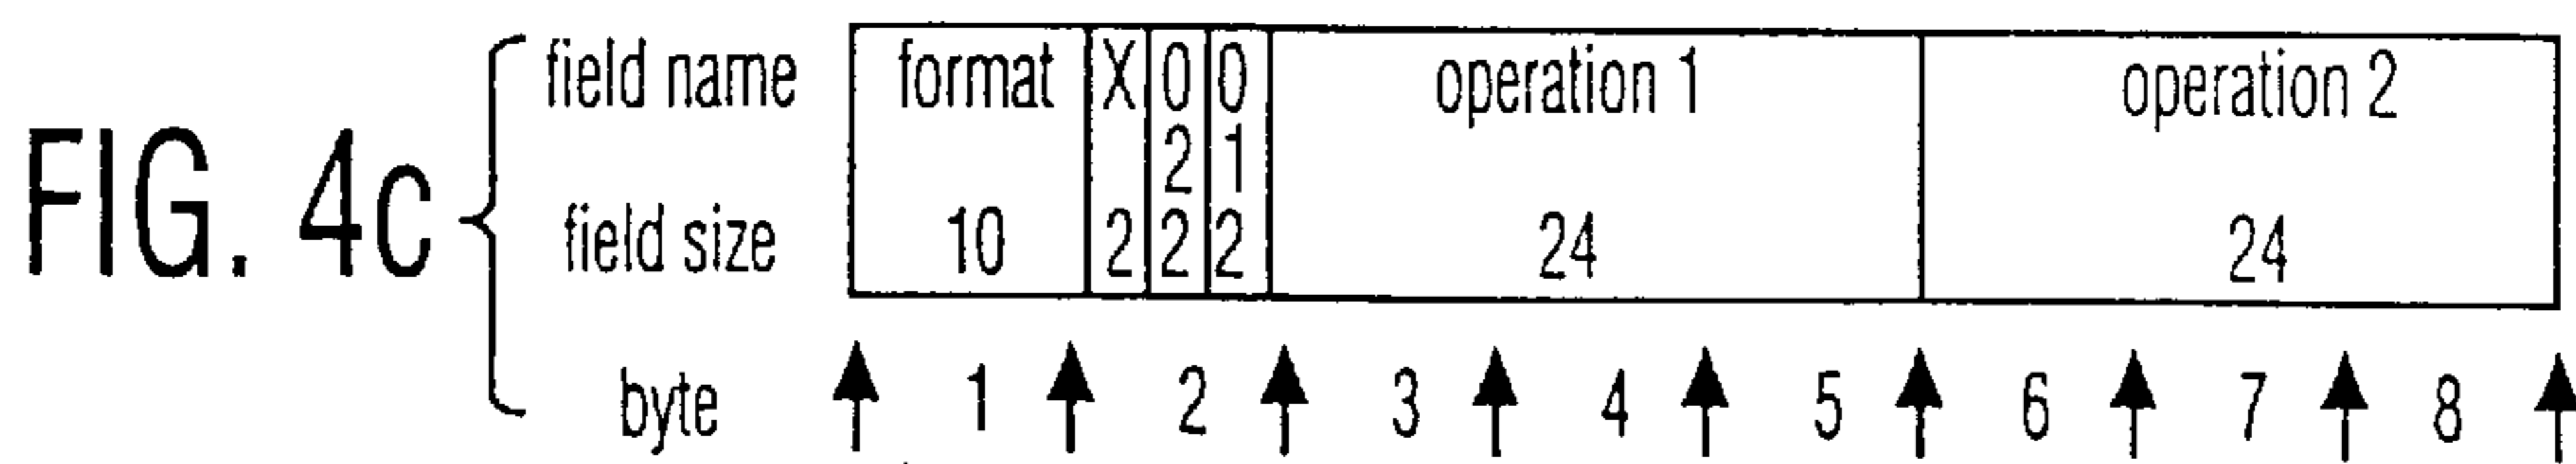 FIG. 4c
field name format X 0 0 operation 1 operation 2
2 1
field size 10 2 2 2 24 24
byte 1 2 3 4 5 6 7 8